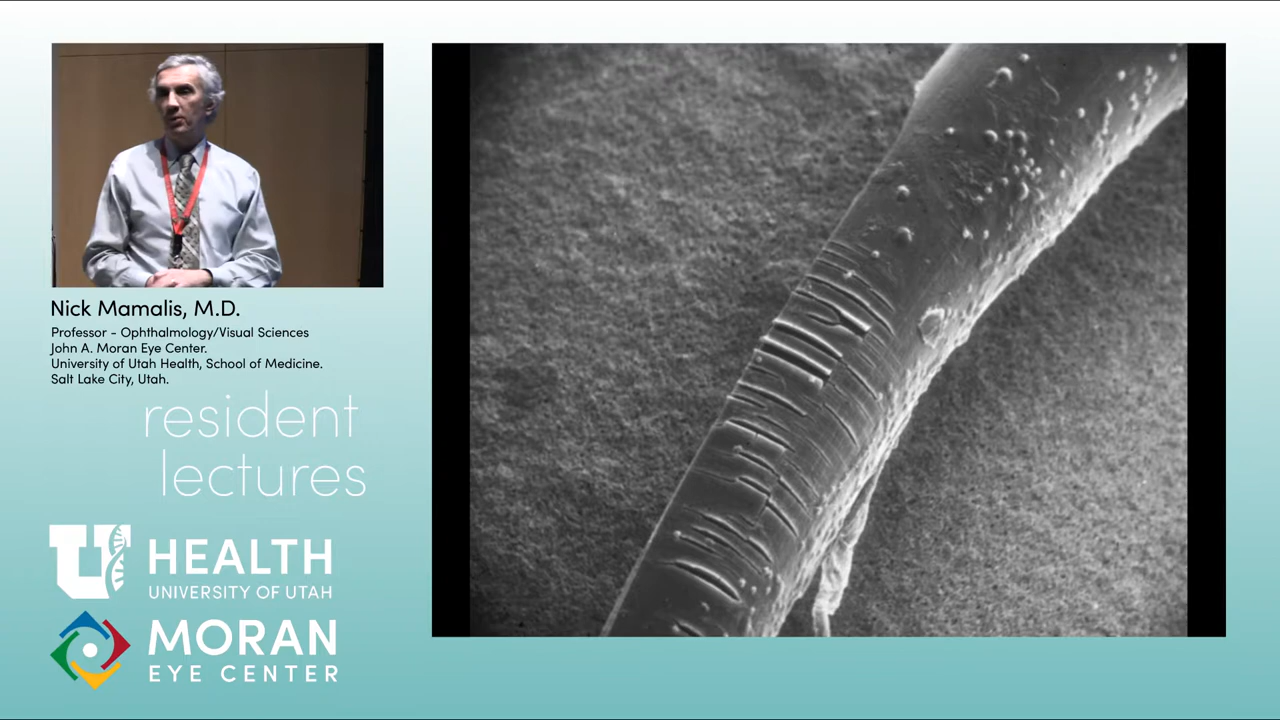 Nick Mamalis, M.D.
Professor - Ophthalmology/Visual Sciences
John A. Moran Eye Center.
University of Utah Health, School of Medicine.
Salt Lake City, Utah.
resident
lectures
U HEALTH
UNIVERSITY OF UTAH
MORAN
EYE CENTER